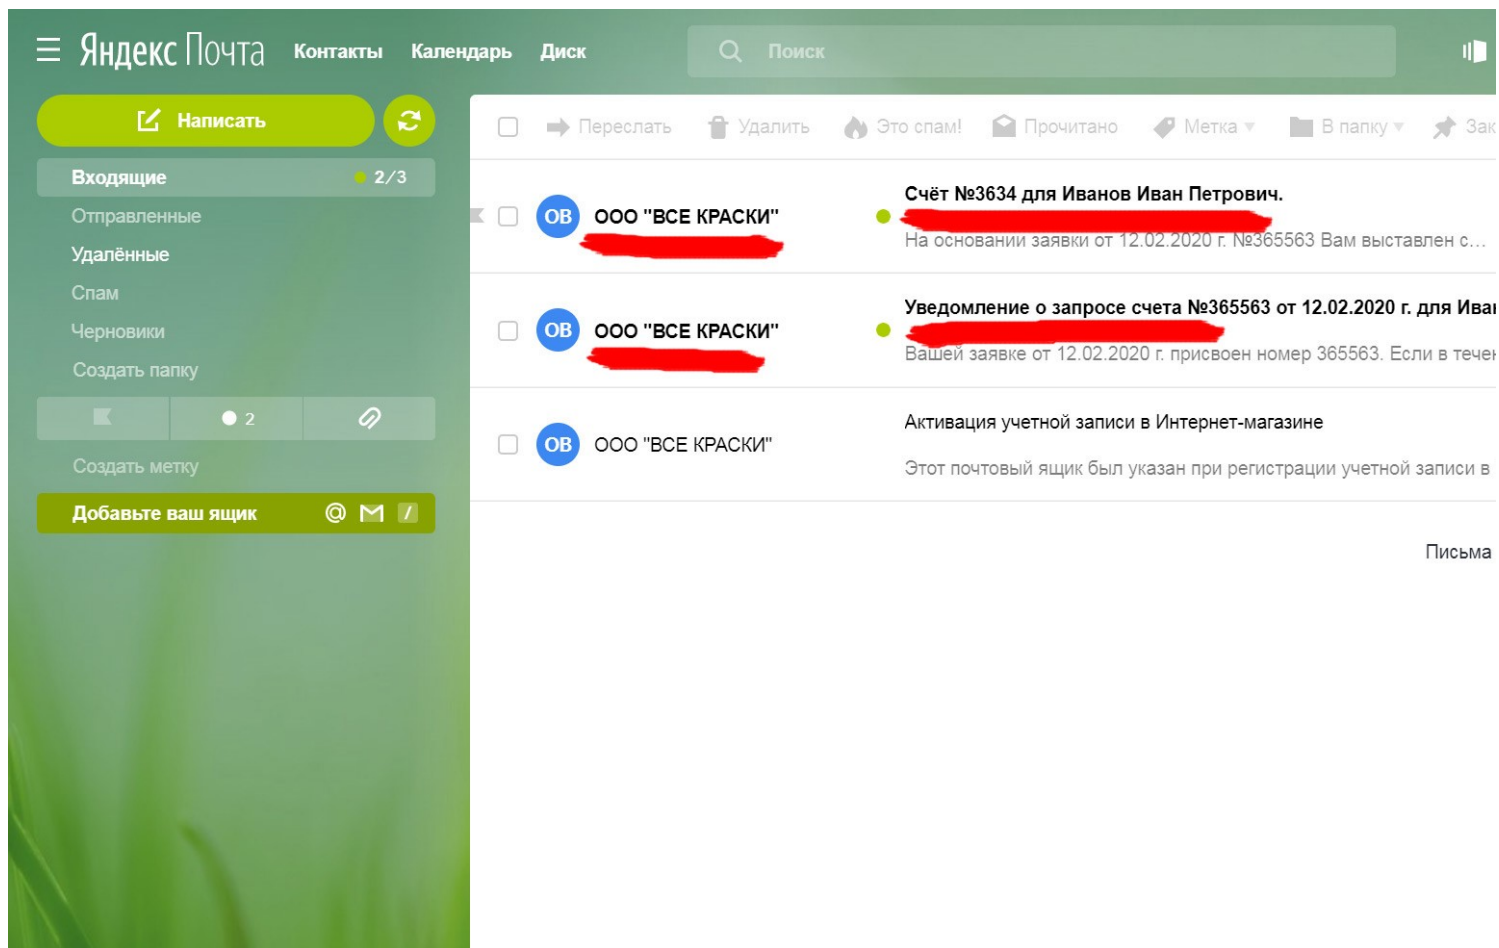 Яндекс Почта Контакты Календарь Диск Поиск
Написать
Входящие 2/3
Отправленные
Удалённые
Спам
Черновики
Создать папку
2
Создать метку
Добавьте ваш ящик
Переслать Удалить Это спам! Прочитано Метка В папку Зак
ОВ ООО "ВСЕ КРАСКИ" Счёт №3634 для Иванов Иван Петрович.
На основании заявки от 12.02.2020 г. №365563 Вам выставлен с...
ОВ ООО "ВСЕ КРАСКИ" Уведомление о запросе счета №365563 от 12.02.2020 г. для Иван
Вашей заявке от 12.02.2020 г. присвоен номер 365563. Если в течен
ОВ ООО "ВСЕ КРАСКИ" Активация учетной записи в Интернет-магазине
Этот почтовый ящик был указан при регистрации учетной записи в
Письма